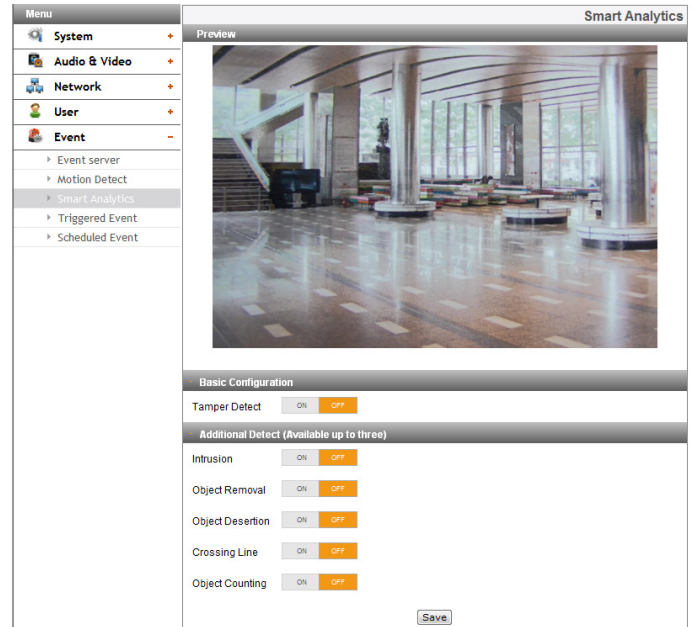 Menu
System +
Audio & Video +
Network +
User +
Event -
Event server
Motion Detect
Smart Analytics
Triggered Event
Scheduled Event
Smart Analytics
Preview
Basic Configuration
Tamper Detect ON OFF
Additional Detect (Available up to three)
Intrusion ON OFF
Object Removal ON OFF
Object Desertion ON OFF
Crossing Line ON OFF
Object Counting ON OFF
Save